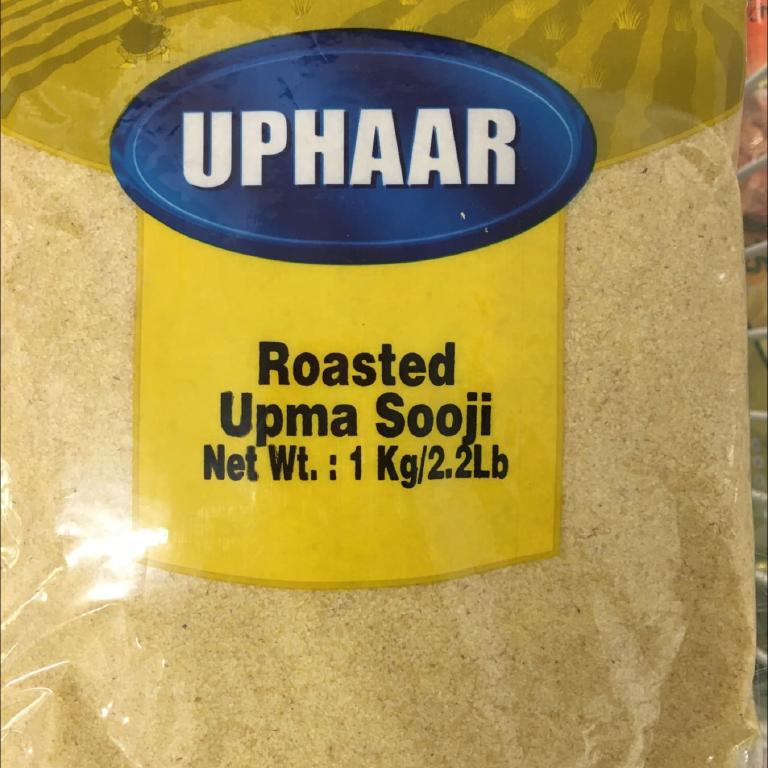 UPHAAR
Roasted
Upma Sooji
Net Wt. : 1 Kg/2.2Lb